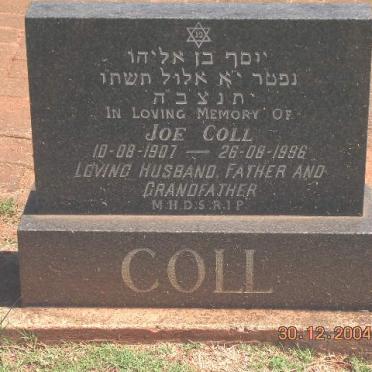 יוסף בן אליהו
נפטר י"א אלול תשנ"ו
ת נ צ ב ה
IN LOVING MEMORY OF
JOE COLL
10-08-1907 — 26-08-1996
LOVING HUSBAND, FATHER AND
GRANDFATHER
M.H.D.S.R.I.P.
COLL
30.12.2004